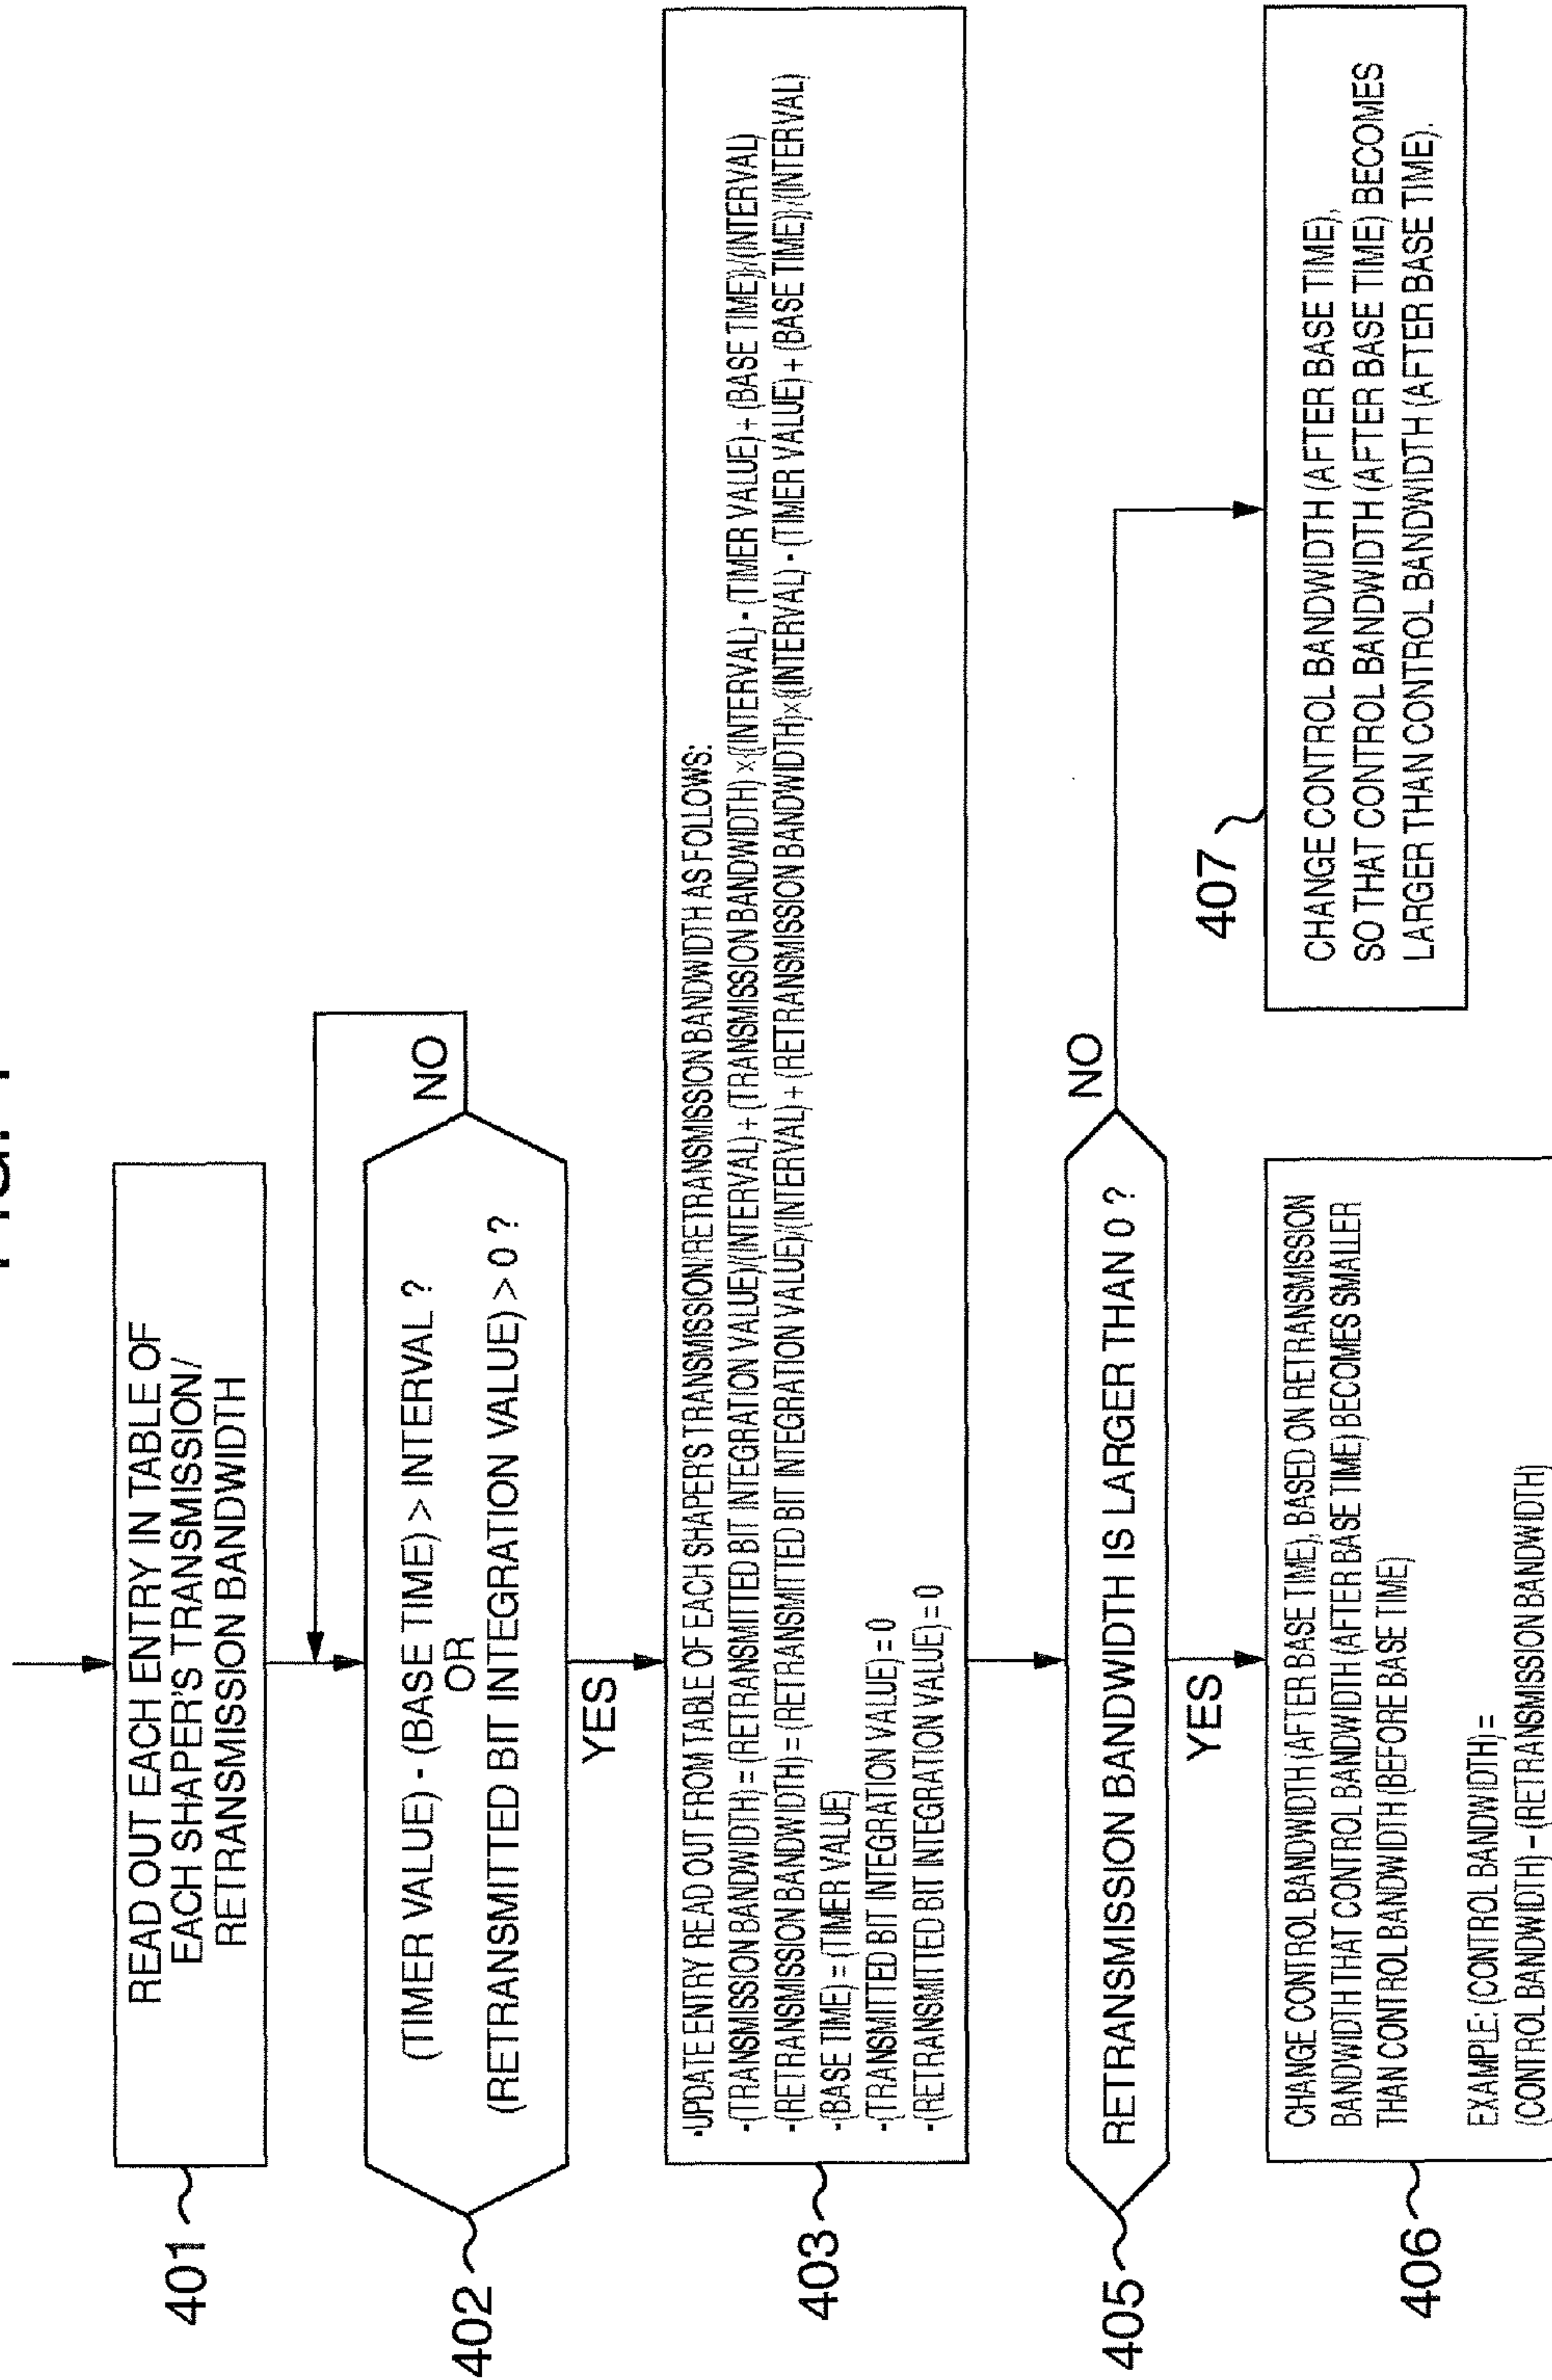 READ OUT EACH ENTRY IN TABLE OF
EACH SHAPER'S TRANSMISSION/
RETRANSMISSION BANDWIDTH
401
(TIMER VALUE) - (BASE TIME) > INTERVAL ?
OR
(RETRANSMITTED BIT INTEGRATION VALUE) > 0 ?
402
NO
YES
•UPDATE ENTRY READ OUT FROM TABLE OF EACH SHAPER'S TRANSMISSION/RETRANSMISSION BANDWIDTH AS FOLLOWS:
•(TRANSMISSION BANDWIDTH) = (RETRANSMITTED BIT INTEGRATION VALUE)/(INTERVAL) + (TRANSMISSION BANDWIDTH) ×{(INTERVAL) - (TIMER VALUE) + (BASE TIME)}/(INTERVAL)
•(RETRANSMISSION BANDWIDTH) = (RETRANSMITTED BIT INTEGRATION VALUE)/(INTERVAL) + (RETRANSMISSION BANDWIDTH)×{(INTERVAL) - (TIMER VALUE) + (BASE TIME)}/(INTERVAL)
•(BASE TIME) = (TIMER VALUE)
•(TRANSMITTED BIT INTEGRATION VALUE) = 0
•(RETRANSMITTED BIT INTEGRATION VALUE) = 0
403
RETRANSMISSION BANDWIDTH IS LARGER THAN 0 ?
405
NO
YES
CHANGE CONTROL BANDWIDTH (AFTER BASE TIME), BASED ON RETRANSMISSION
BANDWIDTH THAT CONTROL BANDWIDTH (AFTER BASE TIME) BECOMES SMALLER
THAN CONTROL BANDWIDTH (BEFORE BASE TIME)
EXAMPLE: (CONTROL BANDWIDTH) =
(CONTROL BANDWIDTH) - (RETRANSMISSION BANDWIDTH)
406
407
CHANGE CONTROL BANDWIDTH (AFTER BASE TIME),
SO THAT CONTROL BANDWIDTH (AFTER BASE TIME) BECOMES
LARGER THAN CONTROL BANDWIDTH (AFTER BASE TIME).